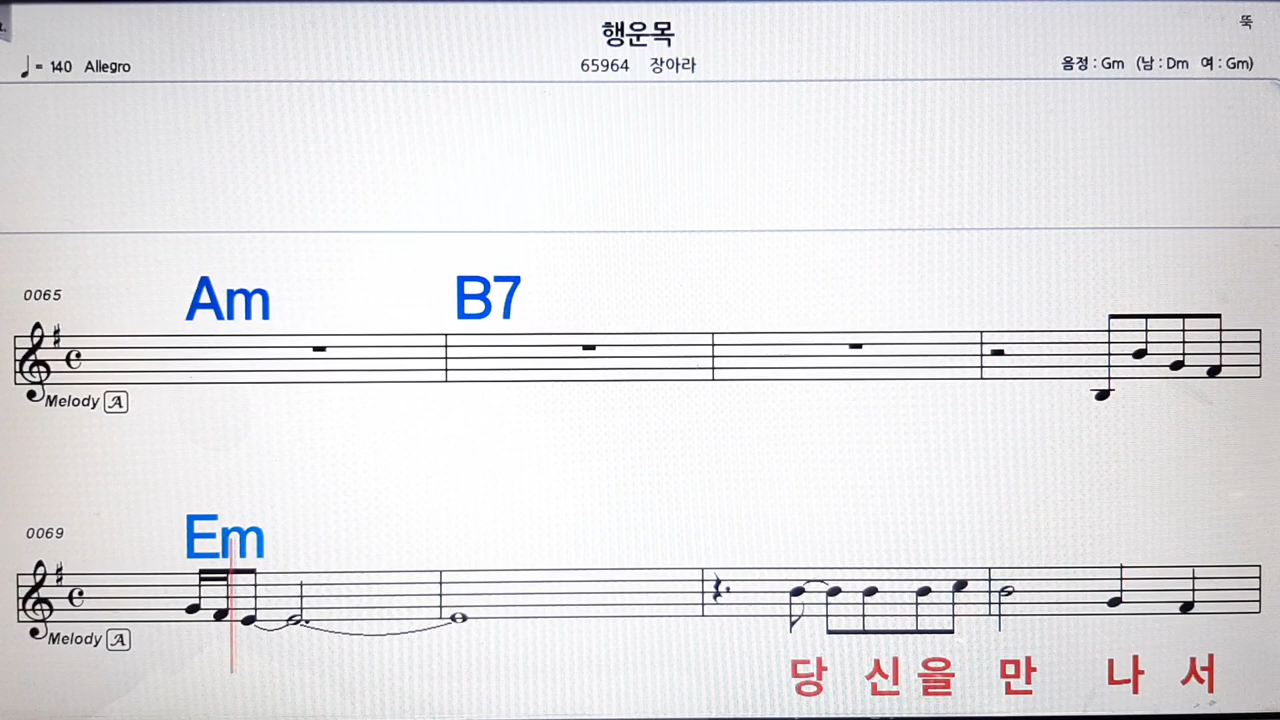 행운목
뚝
♩ = 140 Allegro
65964 장아라
음정 : Gm (남 : Dm 여 : Gm)
Am B7
0065
Melody A
Em
0069
Melody A
당 신 을 만 나 서